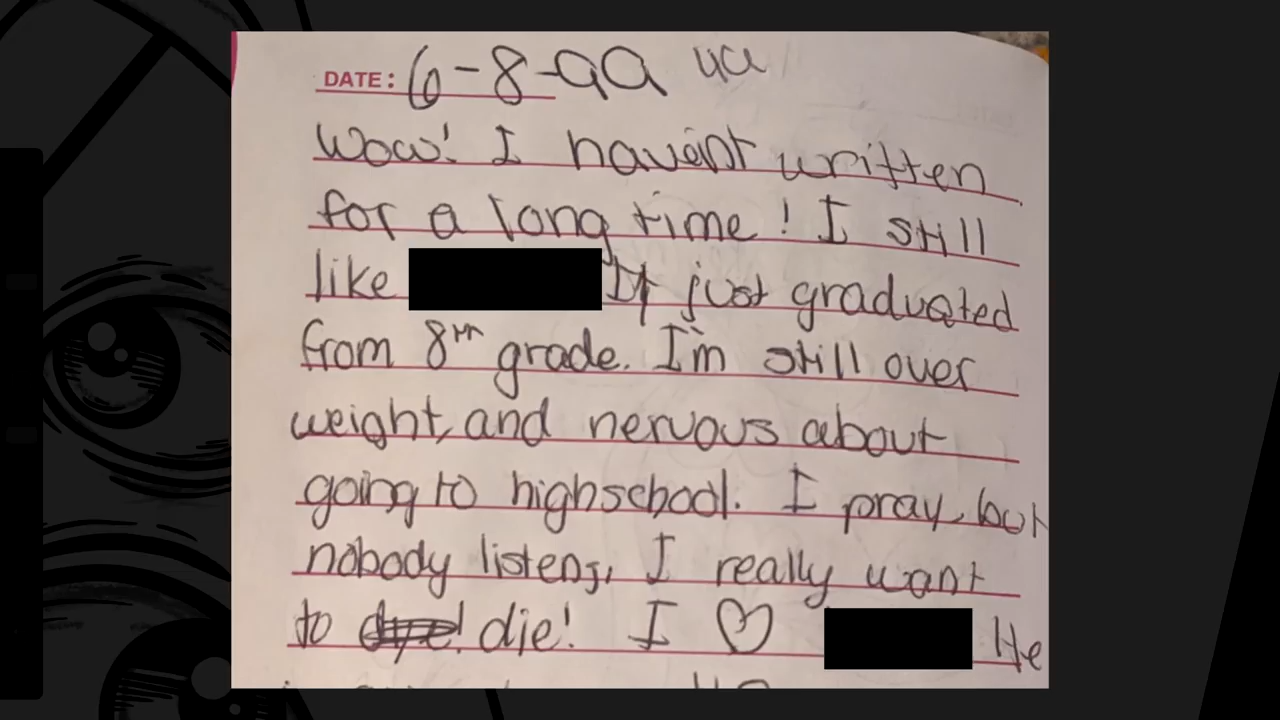 DATE: 6-8-99
Wow! I haven't written
for a long time! I still
like I just graduated
from 8th grade. I'm still over
weight, and nervous about
going to highschool. I pray, but
nobody listens, I really want
to die! I ♡ He